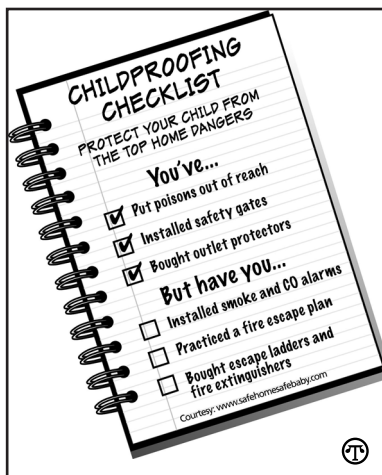 CHILDPROOFING
CHECKLIST
PROTECT YOUR CHILD FROM
THE TOP HOME DANGERS
You've...
Put poisons out of reach
Installed safety gates
Bought outlet protectors
But have you...
Installed smoke and CO alarms
Practiced a fire escape plan
Bought escape ladders and
fire extinguishers
Courtesy: www.safehomesafebaby.com